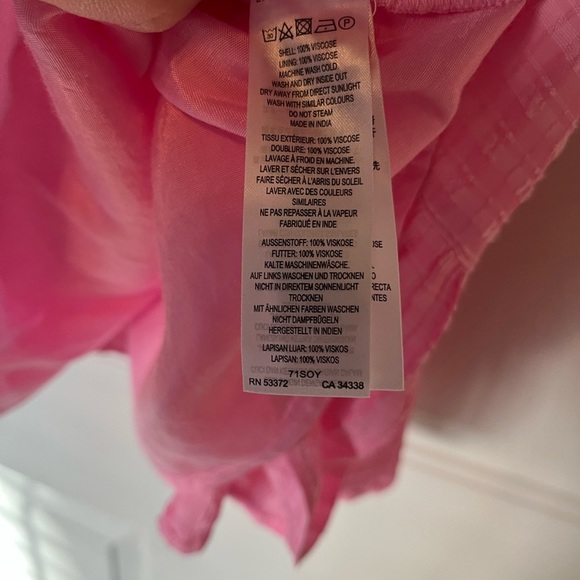 SHELL: 100% VISCOSE
LINING: 100% VISCOSE
MACHINE WASH COLD.
WASH AND DRY INSIDE OUT
DRY AWAY FROM DIRECT SUNLIGHT
WASH WITH SIMILAR COLOURS
DO NOT STEAM
MADE IN INDIA
TISSU EXTÉRIEUR: 100% VISCOSE
DOUBLURE: 100% VISCOSE
LAVAGE À FROID EN MACHINE.
LAVER ET SÉCHER SUR L'ENVERS
FAIRE SÉCHER À L'ABRIS DU SOLEIL
LAVER AVEC DES COULEURS
SIMILAIRES
NE PAS REPASSER À LA VAPEUR
FABRIQUÉ EN INDE
AUSSENSTOFF: 100% VISKOSE
FUTTER: 100% VISKOSE
KALTE MASCHINENWÄSCHE.
AUF LINKS WASCHEN UND TROCKNEN
NICHT IN DIREKTEM SONNENLICHT
TROCKNEN
MIT ÄHNLICHEN FARBEN WASCHEN
NICHT DAMPFBÜGELN
HERGESTELLT IN INDIEN
LAPISAN LUAR: 100% VISKOS
LAPISAN: 100% VISKOS
71SOY
RN 53372 CA 34338